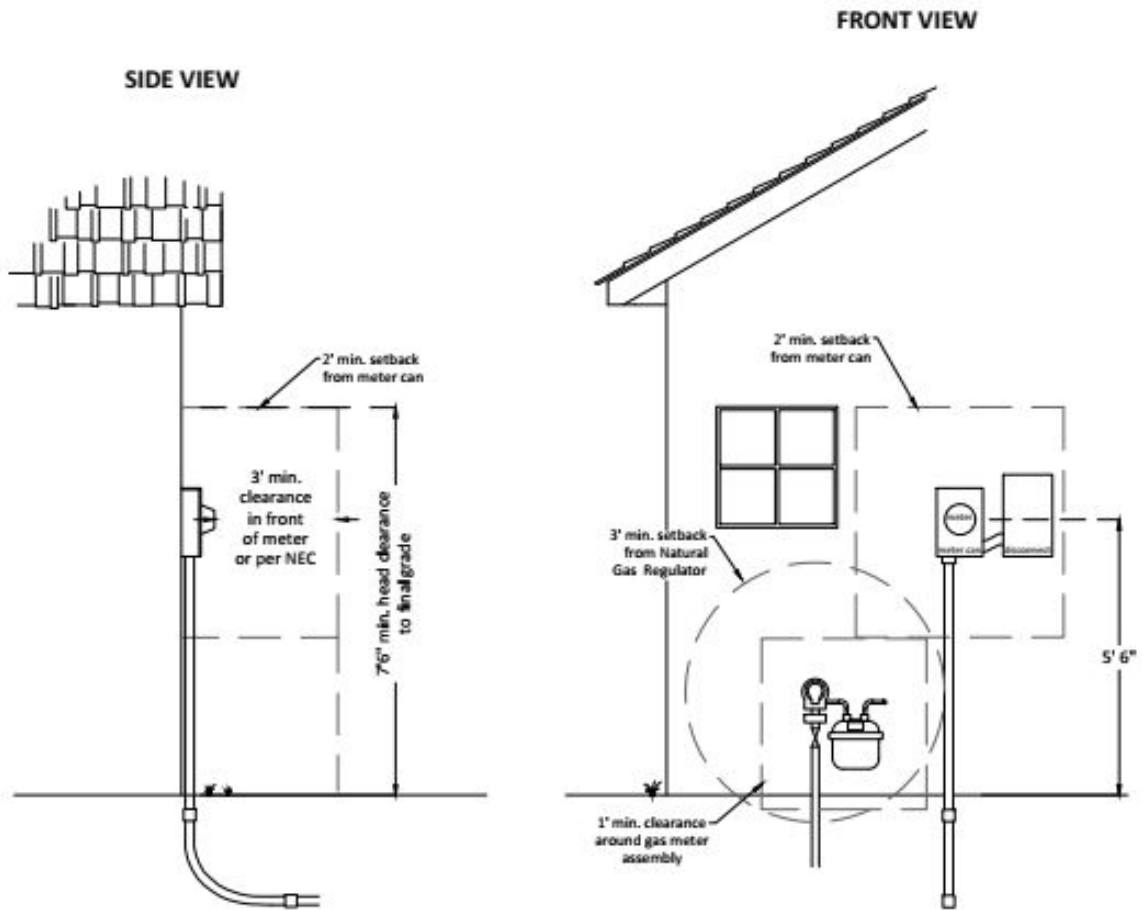 FRONT VIEW
SIDE VIEW
2' min. setback
from meter can
3' min.
clearance
in front
of meter
or per NEC
7'6" min. head clearance
to finalgrade
2' min. setback
from meter can
3' min. setback
from Natural
Gas Regulator
meter
meter can
disconnect
5' 6"
1' min. clearance
around gas meter
assembly